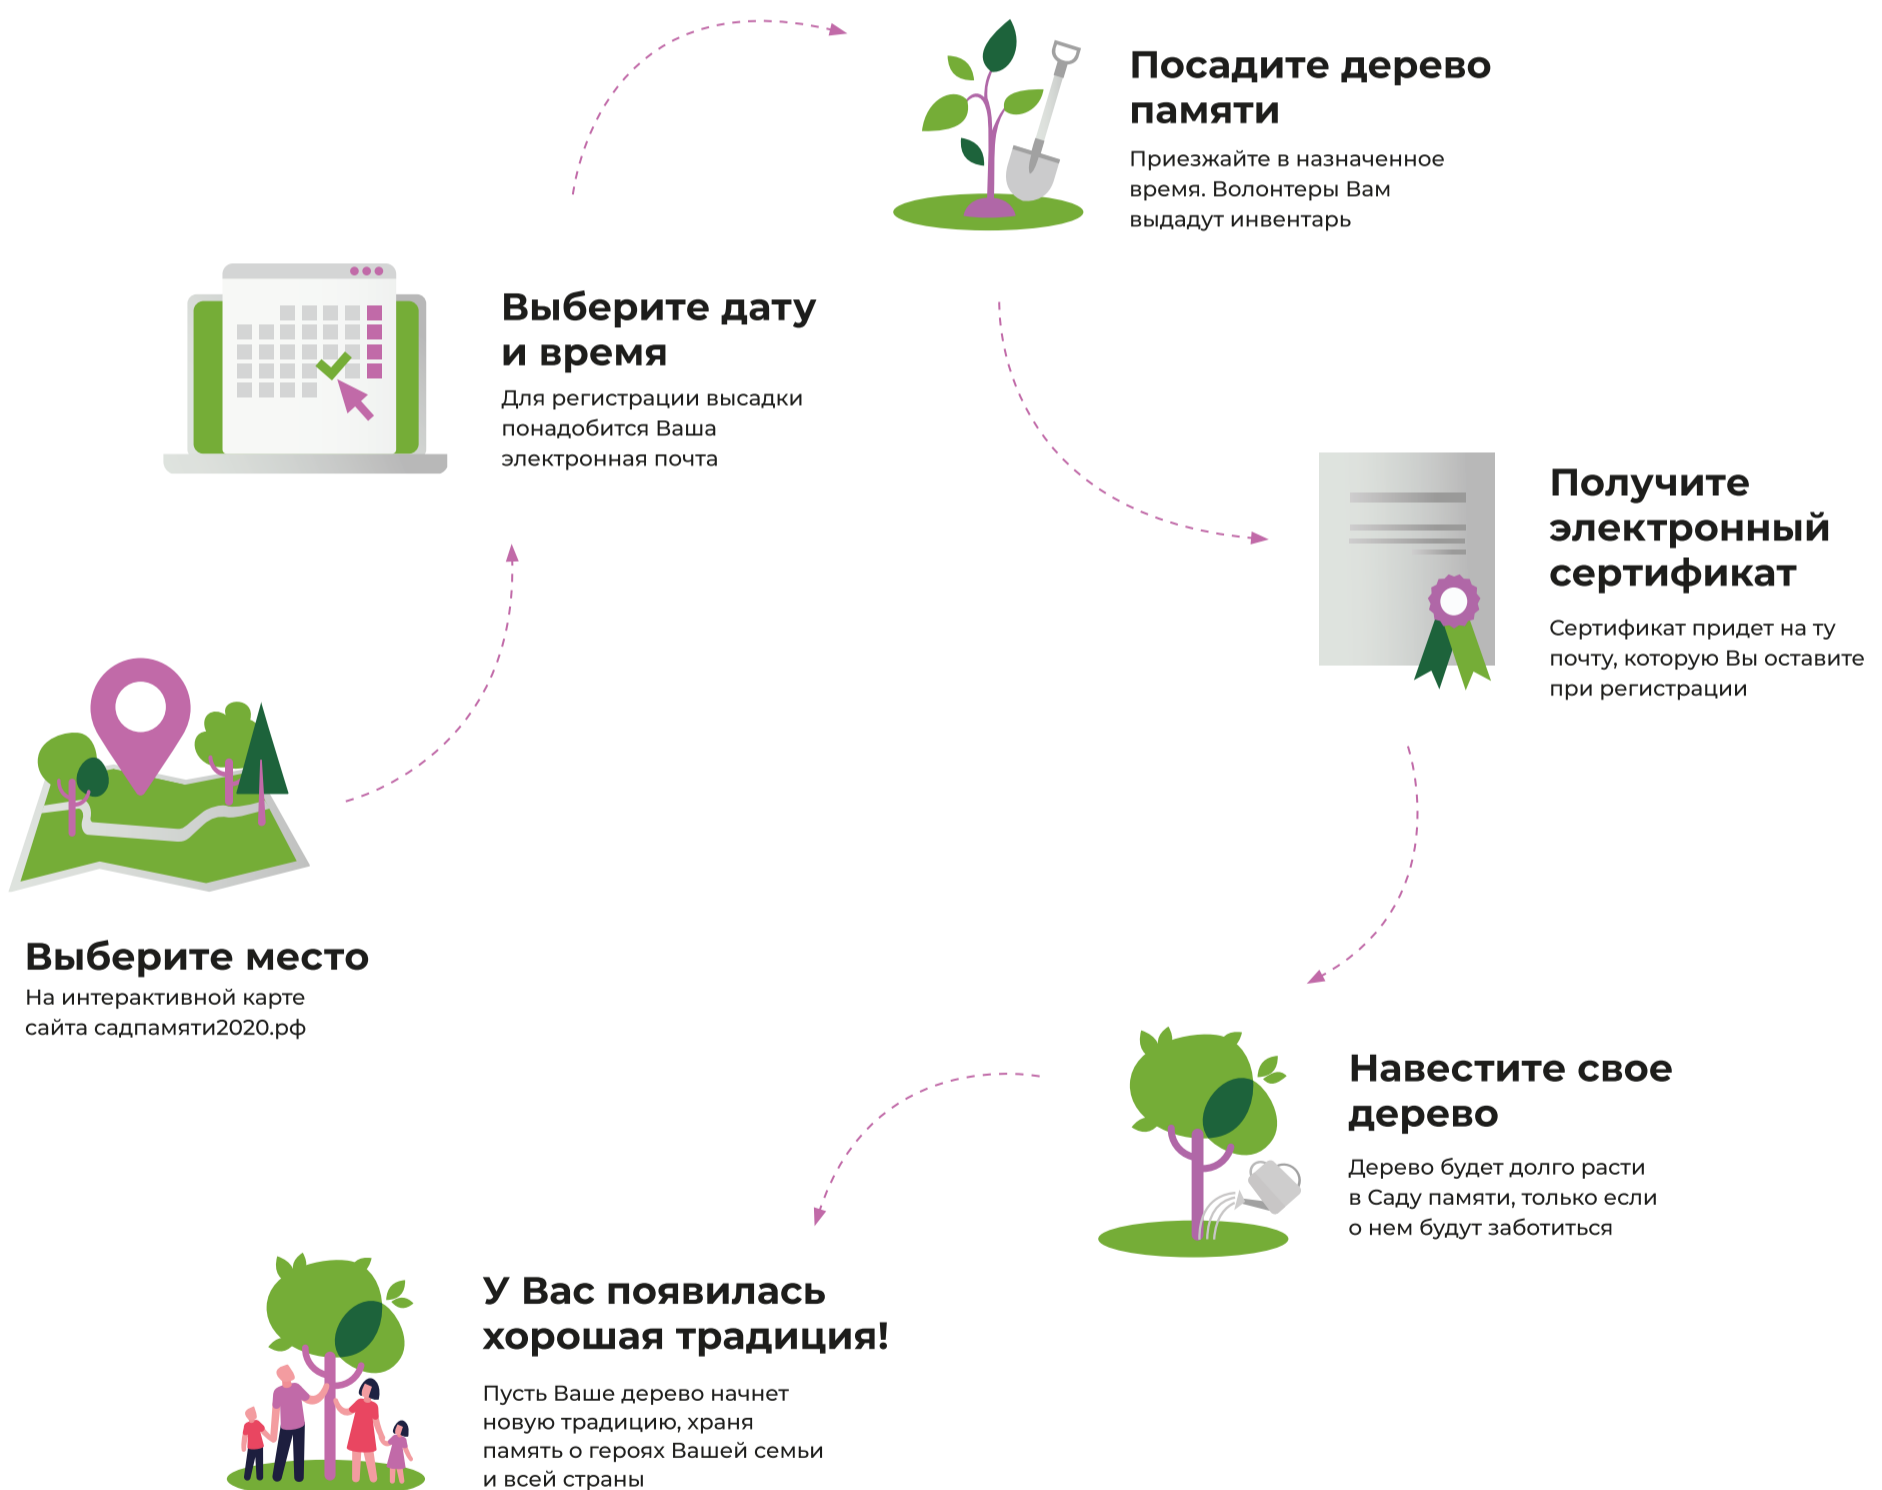 Выберите место
На интерактивной карте
сайта садпамяти2020.рф
Выберите дату
и время
Для регистрации высадки
понадобится Ваша
электронная почта
Посадите дерево
памяти
Приезжайте в назначенное
время. Волонтеры Вам
выдадут инвентарь
Получите
электронный
сертификат
Сертификат придет на ту
почту, которую Вы оставите
при регистрации
Навестите свое
дерево
Дерево будет долго расти
в Саду памяти, только если
о нем будут заботиться
У Вас появилась
хорошая традиция!
Пусть Ваше дерево начнет
новую традицию, храня
память о героях Вашей семьи
и всей страны